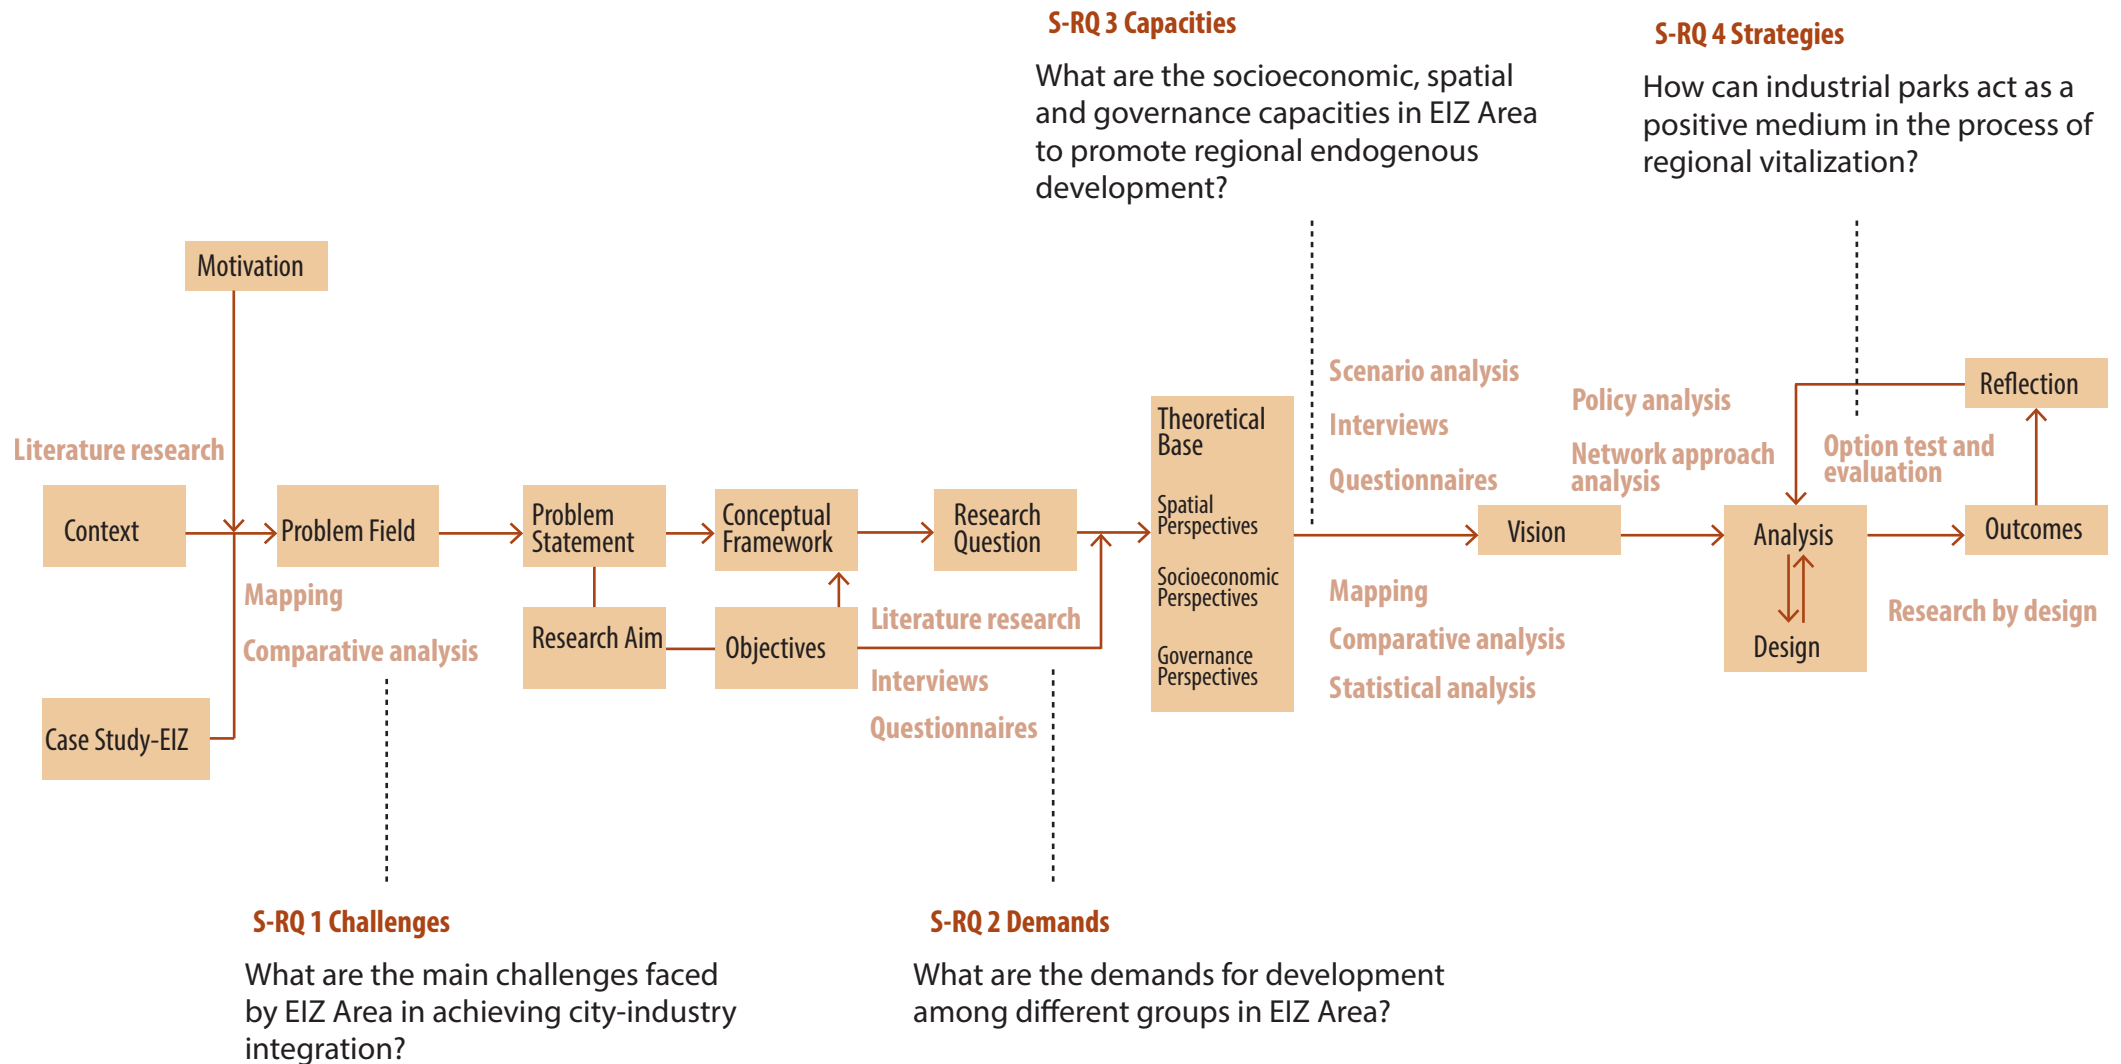 S-RQ 3 Capacities
What are the socioeconomic, spatial
and governance capacities in EIZ Area
to promote regional endogenous
development?
S-RQ 4 Strategies
How can industrial parks act as a
positive medium in the process of
regional vitalization?
Motivation
Literature research
Context
Case Study-EIZ
Problem Field
Mapping
Comparative analysis
Problem
Statement
Research Aim
Conceptual
Framework
Objectives
Research
Question
Literature research
Interviews
Questionnaires
Theoretical
Base
Spatial
Perspectives
Socioeconomic
Perspectives
Governance
Perspectives
Scenario analysis
Interviews
Questionnaires
Mapping
Comparative analysis
Statistical analysis
Vision
Policy analysis
Network approach
analysis
Analysis
Design
Option test and
evaluation
Reflection
Outcomes
Research by design
S-RQ 1 Challenges
What are the main challenges faced
by EIZ Area in achieving city-industry
integration?
S-RQ 2 Demands
What are the demands for development
among different groups in EIZ Area?